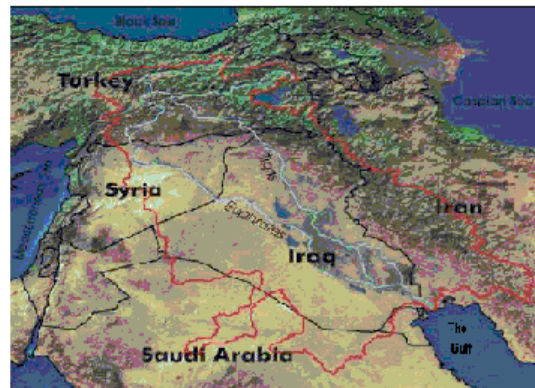 Black Sea
Turkey
Caspian Sea
Syria
Tigris
Iran
Euphrates
Iraq
The
Gulf
Saudi Arabia